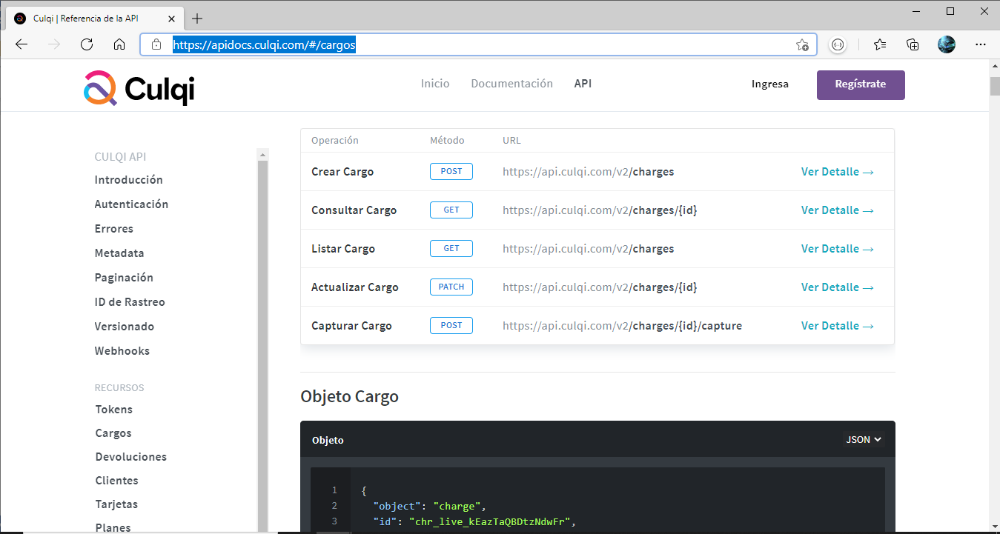 Culqi | Referencia de la API
https://apidocs.culqi.com/#/cargos
Culqi
Inicio Documentación API Ingresa Regístrate
CULQI API
Introducción
Autenticación
Errores
Metadata
Paginación
ID de Rastreo
Versionado
Webhooks
RECURSOS
Tokens
Cargos
Devoluciones
Clientes
Tarjetas
Planes
Operación Método URL
Crear Cargo POST https://api.culqi.com/v2/charges Ver Detalle →
Consultar Cargo GET https://api.culqi.com/v2/charges/{id} Ver Detalle →
Listar Cargo GET https://api.culqi.com/v2/charges Ver Detalle →
Actualizar Cargo PATCH https://api.culqi.com/v2/charges/{id} Ver Detalle →
Capturar Cargo POST https://api.culqi.com/v2/charges/{id}/capture Ver Detalle →
Objeto Cargo
Objeto JSON
1 {
2 "object": "charge",
3 "id": "chr_live_kEazTaQBDtzNdwFr",